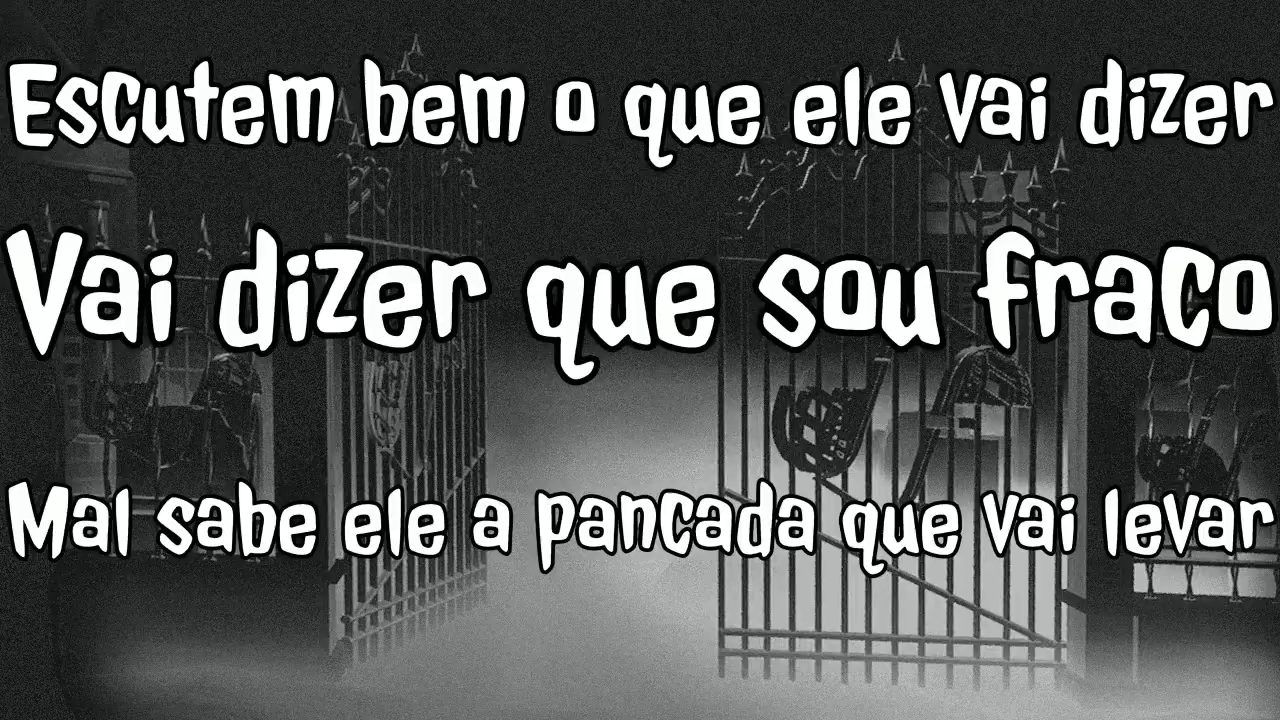 Escutem bem o que ele vai dizer
Vai dizer que sou fraco
Mal sabe ele a pancada que vai levar